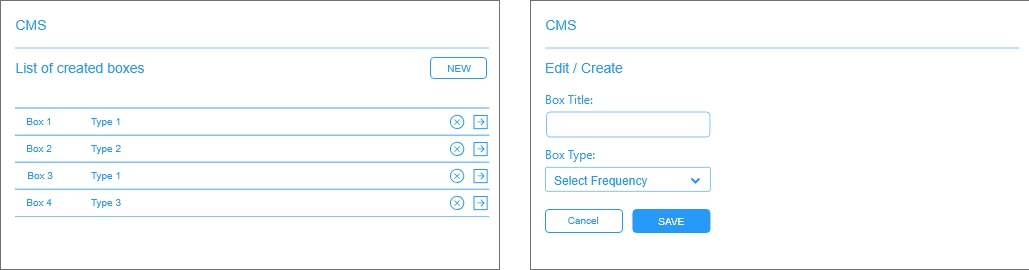 CMS
List of created boxes
NEW
Box 1 Type 1
Box 2 Type 2
Box 3 Type 1
Box 4 Type 3
CMS
Edit / Create
Box Title:
Box Type:
Select Frequency
Cancel SAVE